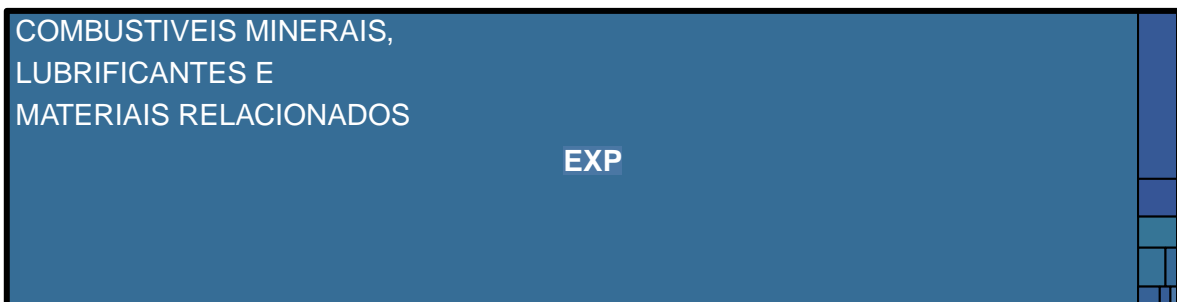 COMBUSTIVEIS MINERAIS,
LUBRIFICANTES E
MATERIAIS RELACIONADOS
EXP